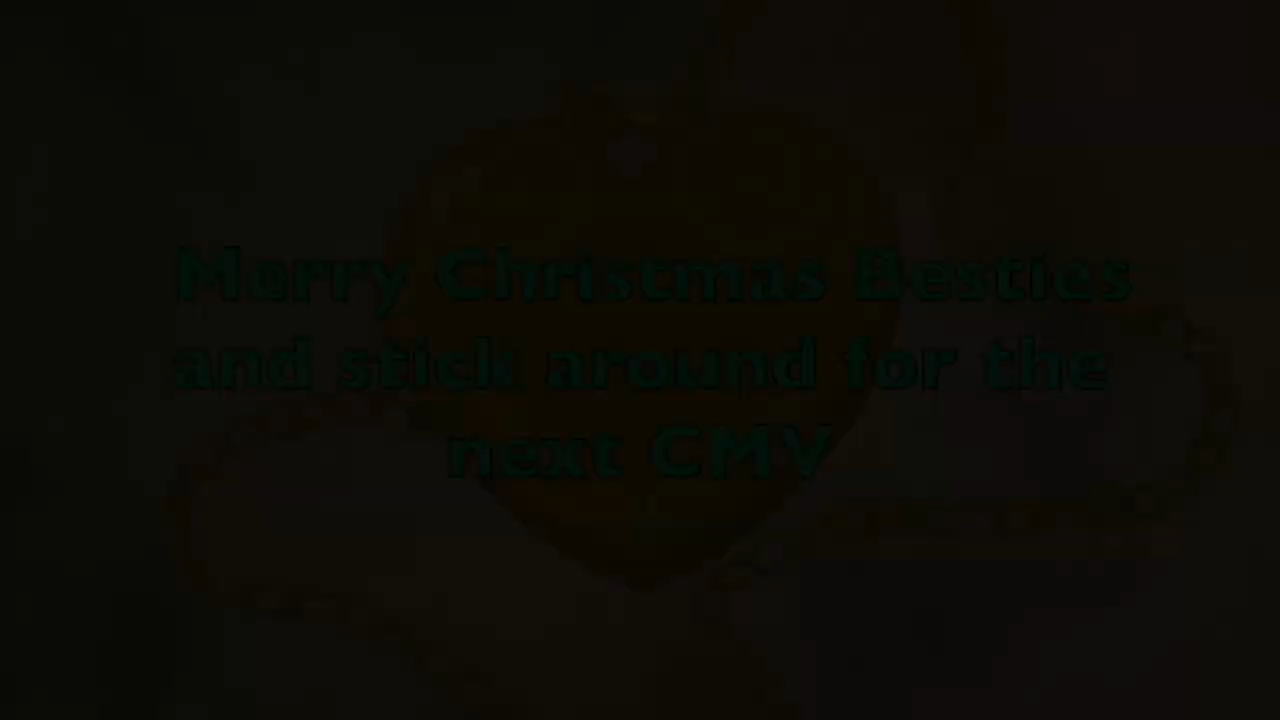 Merry Christmas Besties
and stick around for the
next CMV